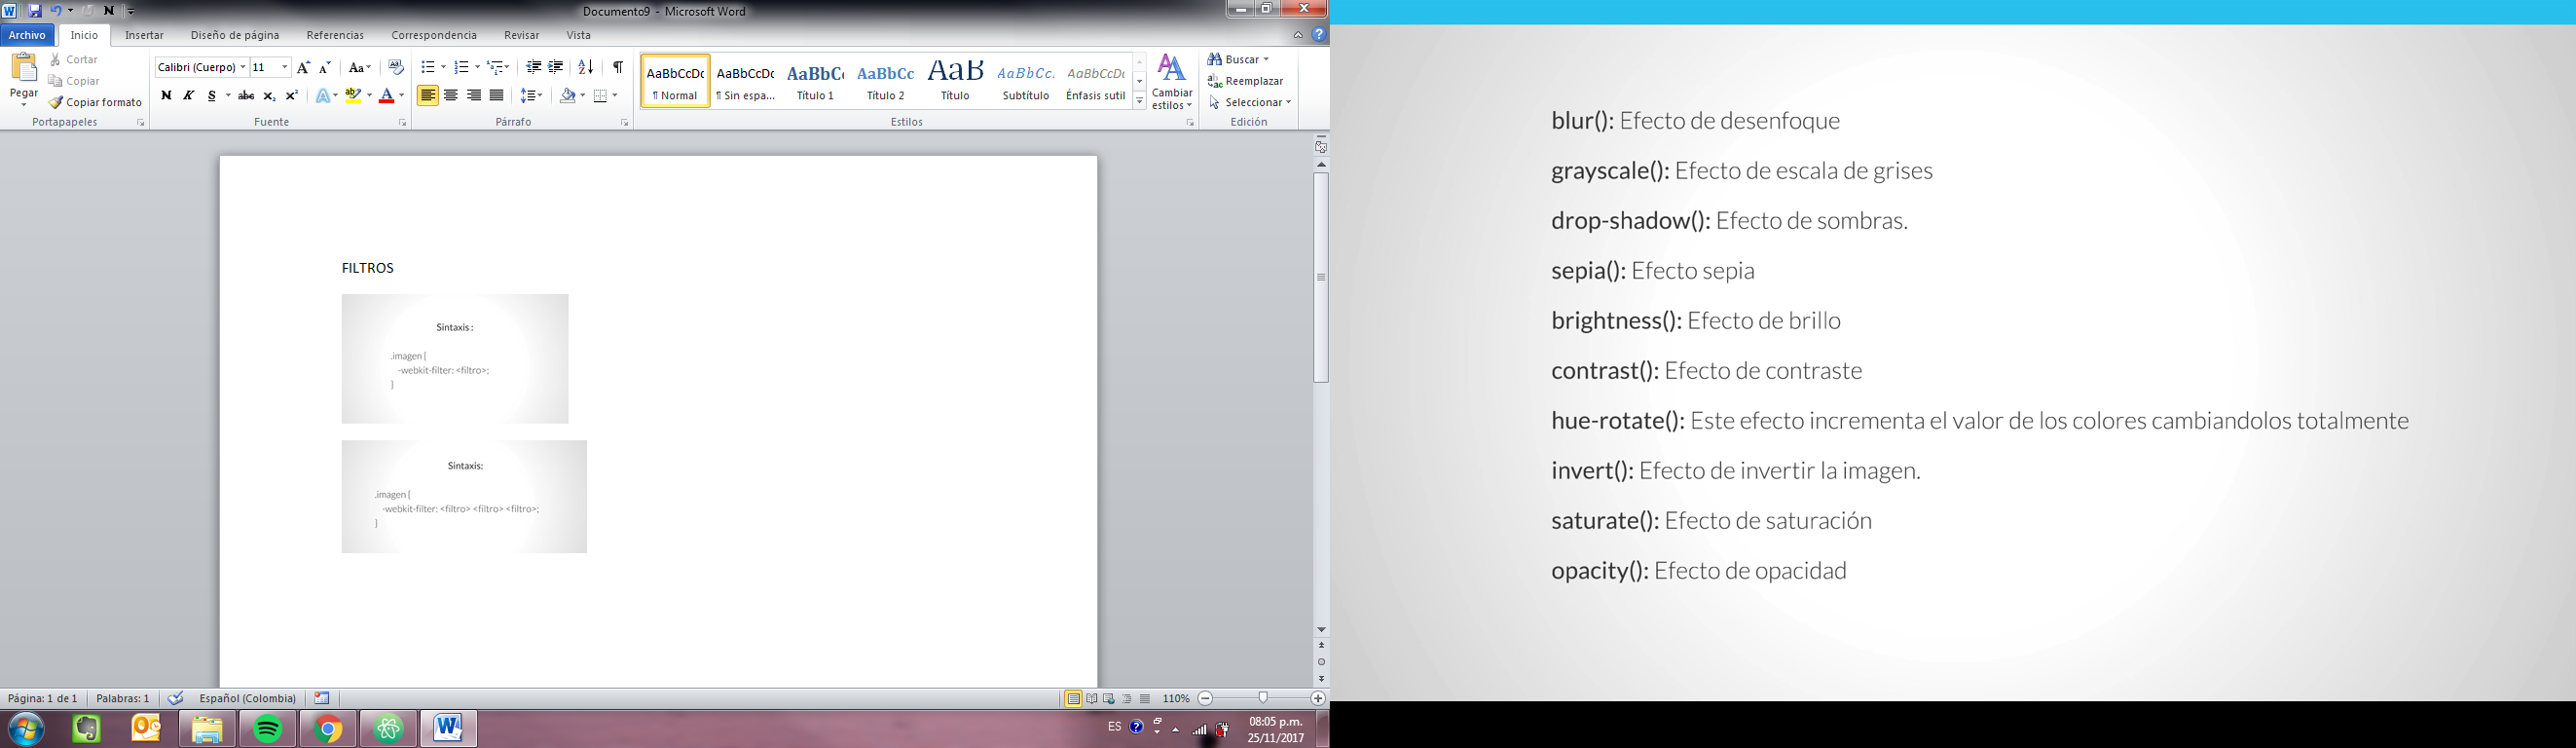 Documento9 - Microsoft Word
Archivo Inicio Insertar Diseño de página Referencias Correspondencia Revisar Vista
Pegar
Cortar
Copiar
Copiar formato
Portapapeles
Calibri (Cuerpo) 11
N K S abc x₂ x²
Fuente
Párrafo
AaBbCcDc AaBbCcDc AaBbC AaBbCc AaB AaBbCc. AaBbCcDc
¶ Normal ¶ Sin espa... Título 1 Título 2 Título Subtítulo Énfasis sutil
Estilos
Cambiar
estilos
Buscar
Reemplazar
Seleccionar
Edición
FILTROS
Sintaxis :
.imagen {
-webkit-filter: <filtro>;
}
Sintaxis:
.imagen {
-webkit-filter: <filtro> <filtro> <filtro>;
}
Página: 1 de 1 Palabras: 1 Español (Colombia) 110%
ES 08:05 p.m.
25/11/2017
blur(): Efecto de desenfoque
grayscale(): Efecto de escala de grises
drop-shadow(): Efecto de sombras.
sepia(): Efecto sepia
brightness(): Efecto de brillo
contrast(): Efecto de contraste
hue-rotate(): Este efecto incrementa el valor de los colores cambiandolos totalmente
invert(): Efecto de invertir la imagen.
saturate(): Efecto de saturación
opacity(): Efecto de opacidad